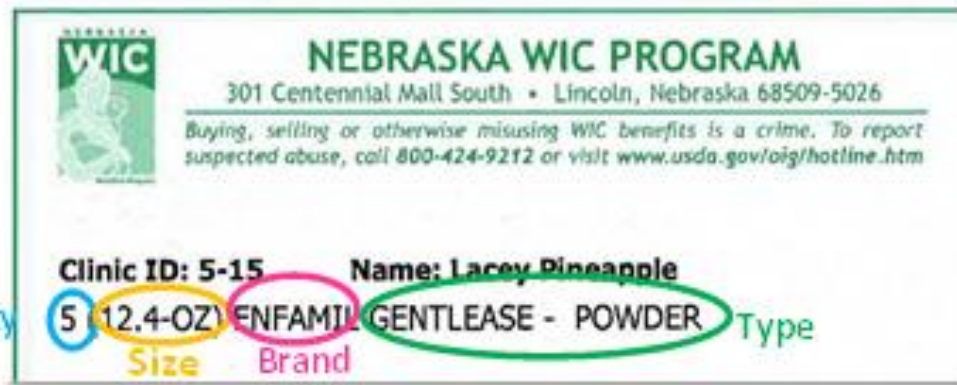 NEBRASKA
WIC
NEBRASKA WIC PROGRAM
301 Centennial Mall South • Lincoln, Nebraska 68509-5026
Buying, selling or otherwise misusing WIC benefits is a crime. To report
suspected abuse, call 800-424-9212 or visit www.usda.gov/oig/hotline.htm
Clinic ID: 5-15 Name: Lacey Pineapple
y 5 (12.4-OZ) ENFAMIL GENTLEASE - POWDER Type
Size Brand